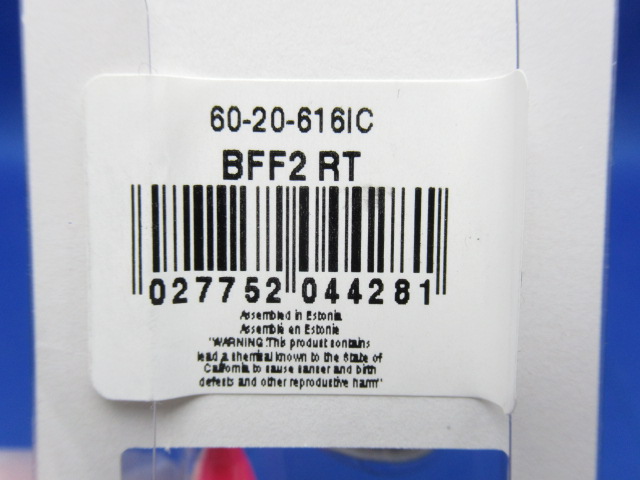 60-20-616IC
BFF2 RT
027752 044281
Assembled in Estonia
Assemblé en Estonie
"WARNING:This product contains
lead a chemical known to the State of
California to cause cancer and birth
defects and other reproductive harm"